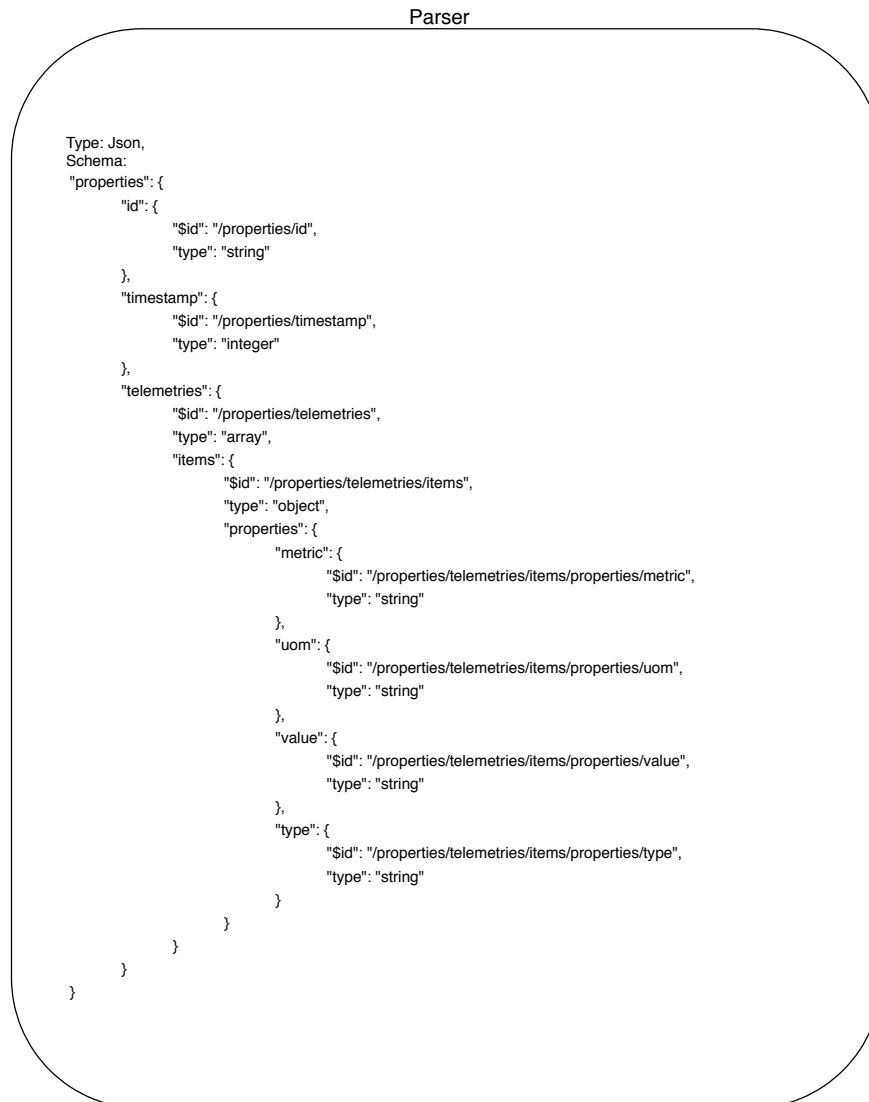 Parser
Type: Json,
Schema:
"properties": {
"id": {
"$id": "/properties/id",
"type": "string"
},
"timestamp": {
"$id": "/properties/timestamp",
"type": "integer"
},
"telemetries": {
"$id": "/properties/telemetries",
"type": "array",
"items": {
"$id": "/properties/telemetries/items",
"type": "object",
"properties": {
"metric": {
"$id": "/properties/telemetries/items/properties/metric",
"type": "string"
},
"uom": {
"$id": "/properties/telemetries/items/properties/uom",
"type": "string"
},
"value": {
"$id": "/properties/telemetries/items/properties/value",
"type": "string"
},
"type": {
"$id": "/properties/telemetries/items/properties/type",
"type": "string"
}
}
}
}
}